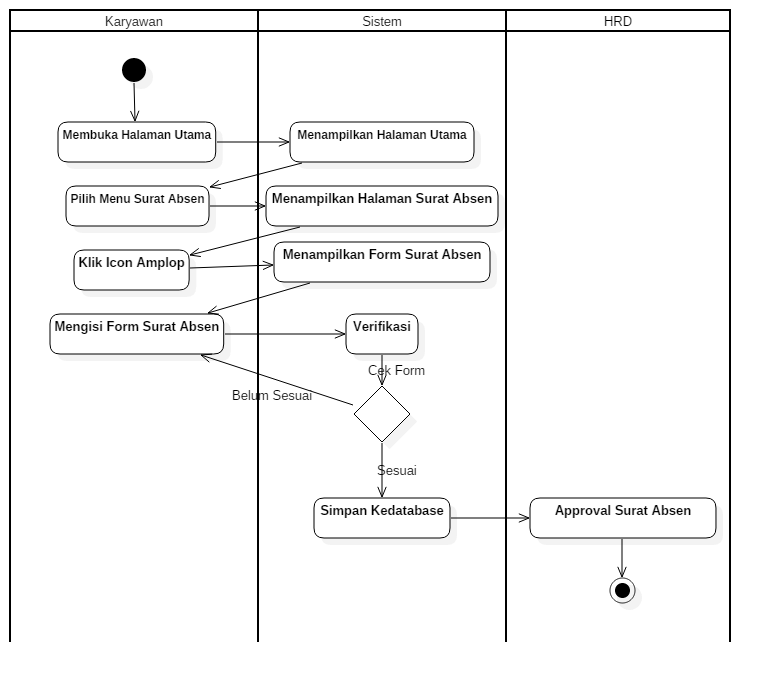 Karyawan
Sistem
HRD
Membuka Halaman Utama
Menampilkan Halaman Utama
Pilih Menu Surat Absen
Menampilkan Halaman Surat Absen
Klik Icon Amplop
Menampilkan Form Surat Absen
Mengisi Form Surat Absen
Verifikasi
Cek Form
Belum Sesuai
Sesuai
Simpan Kedatabase
Approval Surat Absen